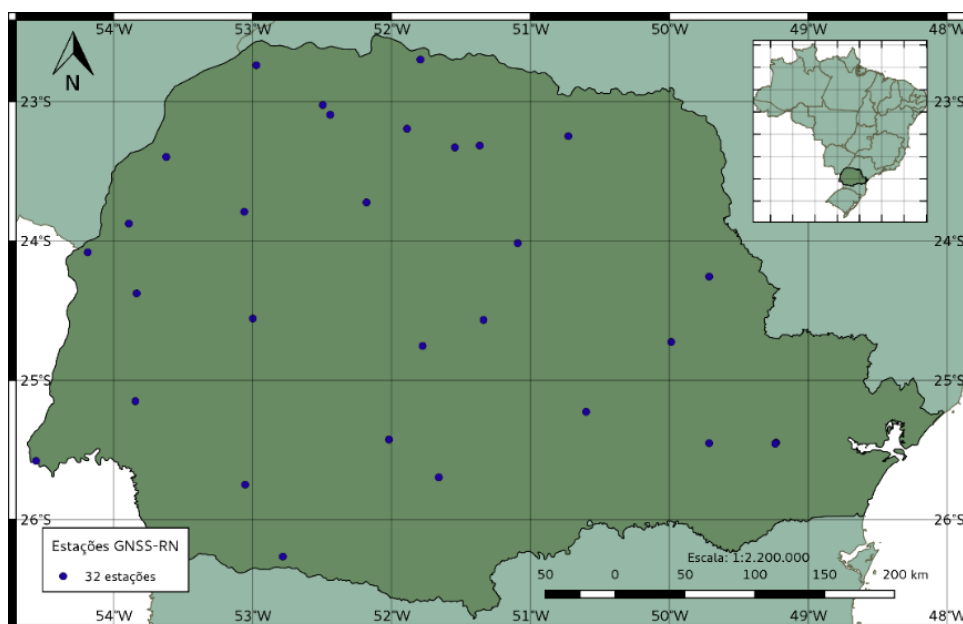 54°W 53°W 52°W 51°W 50°W 49°W 48°W
N
23°S 23°S
24°S 24°S
25°S 25°S
26°S 26°S
Estações GNSS-RN
32 estações
Escala: 1:2.200.000
50 0 50 100 150 200 km
54°W 53°W 52°W 51°W 50°W 49°W 48°W